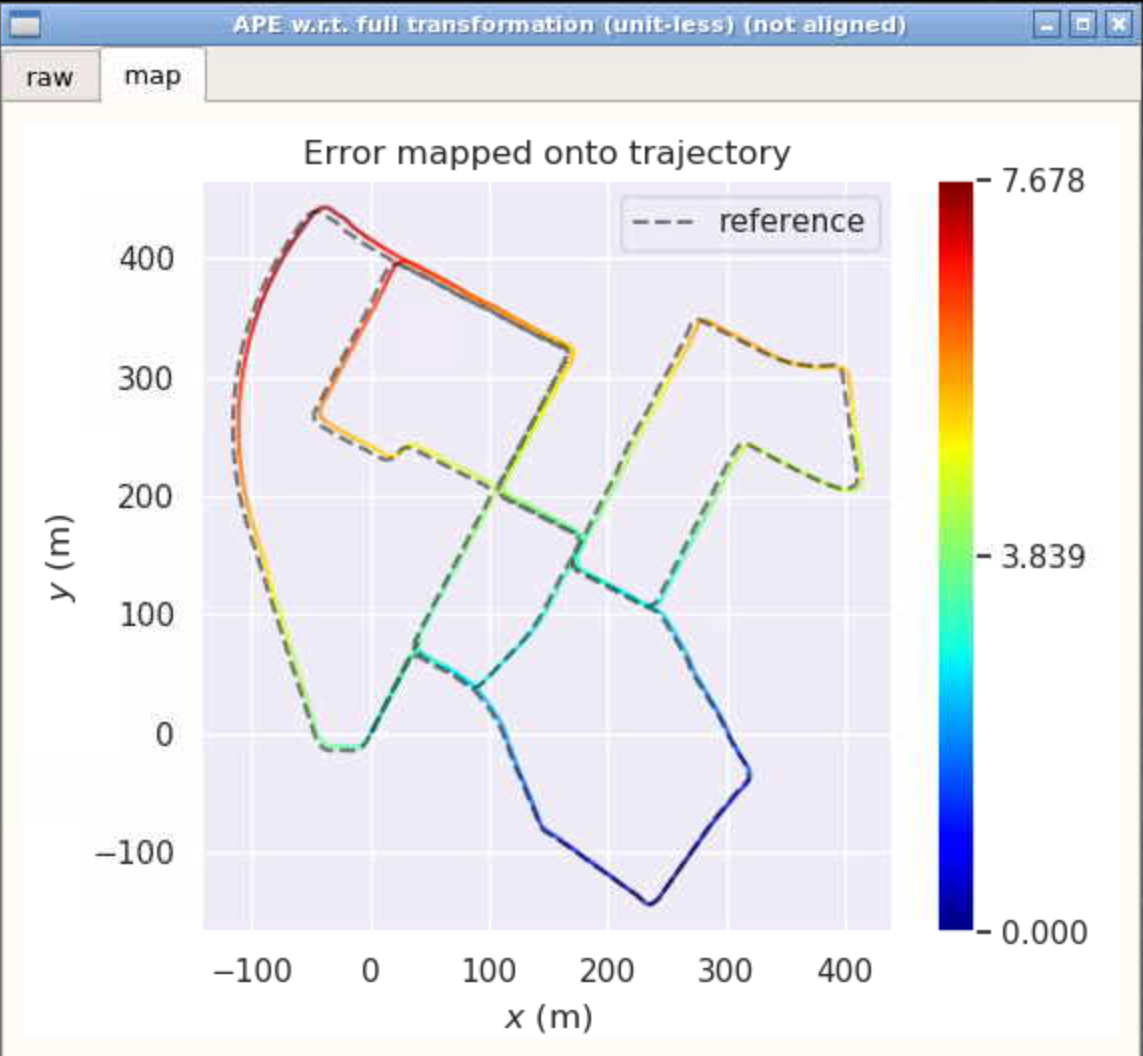 APE w.r.t. full transformation (unit-less) (not aligned)
raw map
Error mapped onto trajectory
reference
7.678
3.839
0.000
400
300
200
100
0
−100
y (m)
−100 0 100 200 300 400
x (m)